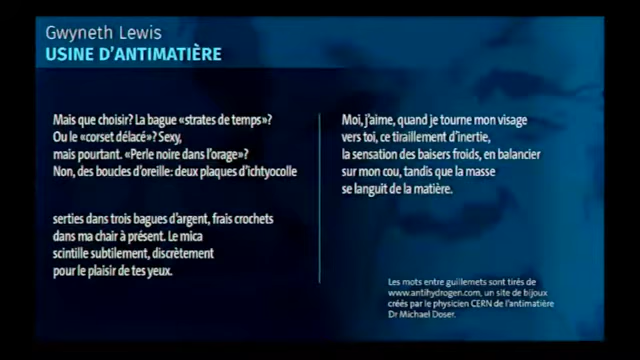 Gwyneth Lewis
USINE D’ANTIMATIÈRE
Mais que choisir? La bague «strates de temps»?
Ou le «corset délacé»? Sexy,
mais pourtant. «Perle noire dans l’orage»?
Non, des boucles d’oreille: deux plaques d’ichtyocolle
serties dans trois bagues d’argent, frais crochets
dans ma chair à présent. Le mica
scintille subtilement, discrètement
pour le plaisir de tes yeux.
Moi, j’aime, quand je tourne mon visage
vers toi, ce tiraillement d’inertie,
la sensation des baisers froids, en balancier
sur mon cou, tandis que la masse
se languit de la matière.
Les mots entre guillemets sont tirés de
www.antihydrogen.com, un site de bijoux
créés par le physicien CERN de l’antimatière
Dr Michael Doser.